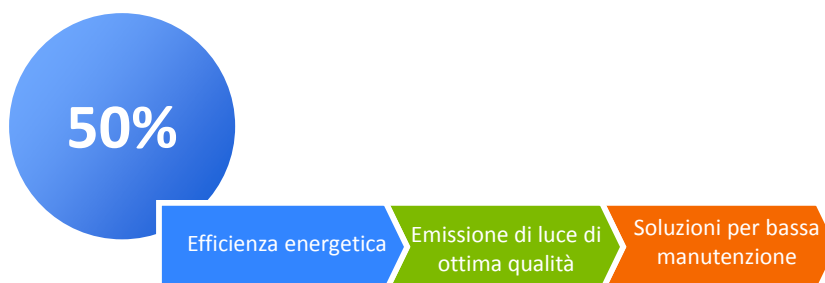 50%
Efficienza energetica
Emissione di luce di
ottima qualità
Soluzioni per bassa
manutenzione